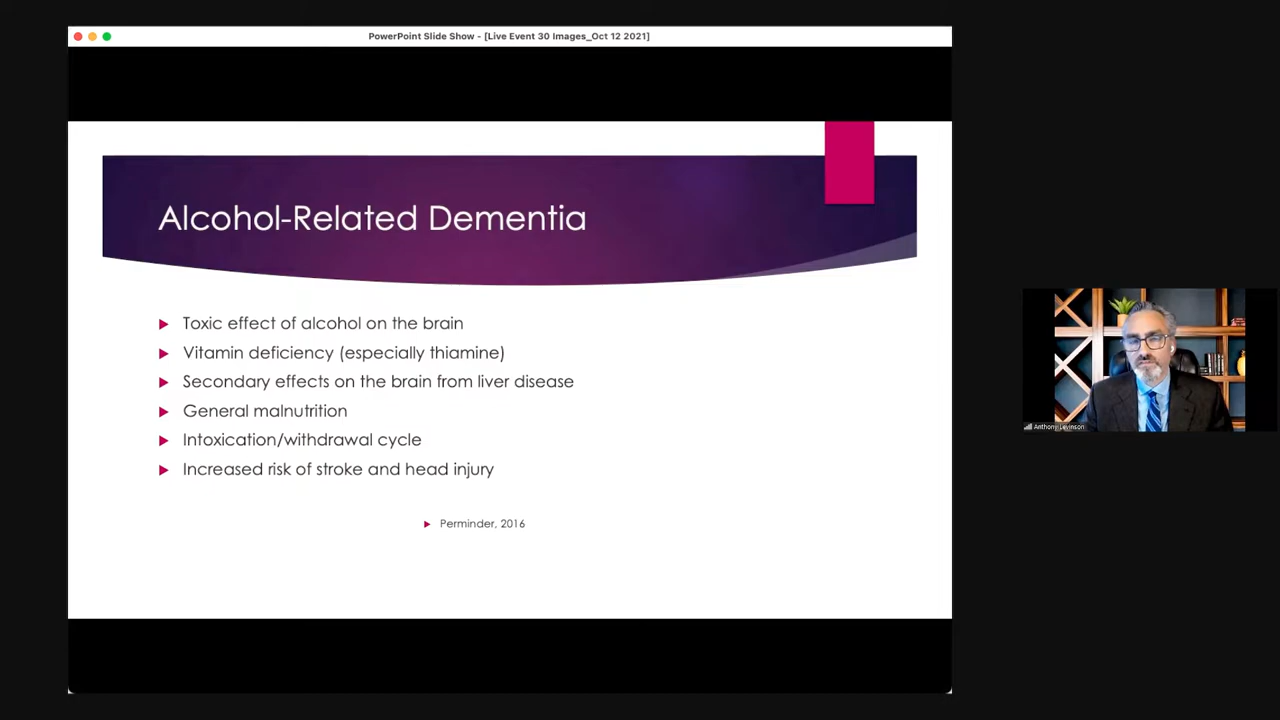 PowerPoint Slide Show - [Live Event 30 Images_Oct 12 2021]
Alcohol-Related Dementia
Toxic effect of alcohol on the brain
Vitamin deficiency (especially thiamine)
Secondary effects on the brain from liver disease
General malnutrition
Intoxication/withdrawal cycle
Increased risk of stroke and head injury
Perminder, 2016
Anthony Levinson